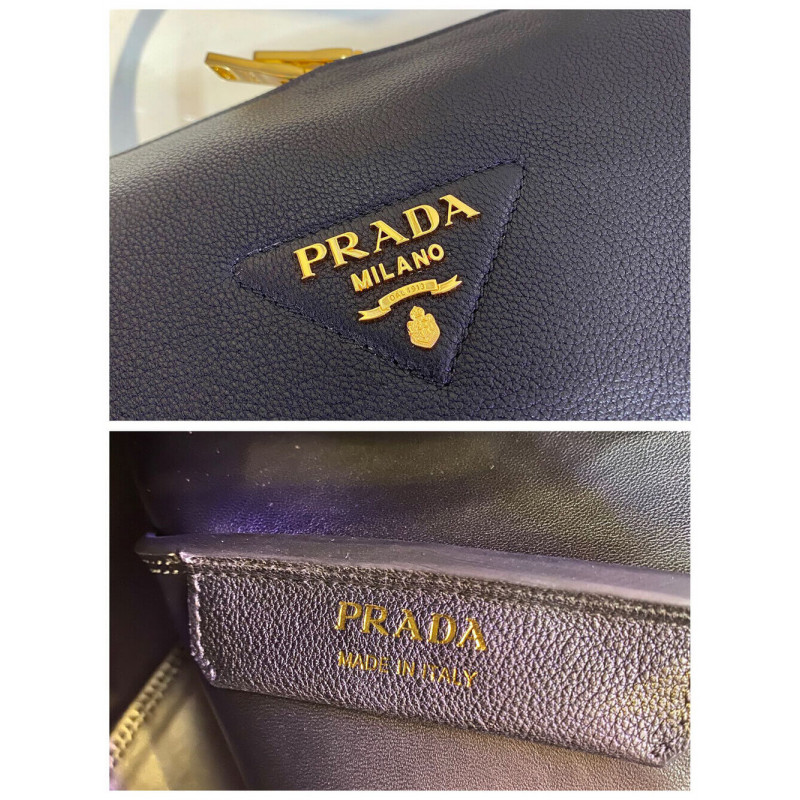 PRADA
MILANO
DAL 1913
PRADA
MADE IN ITALY